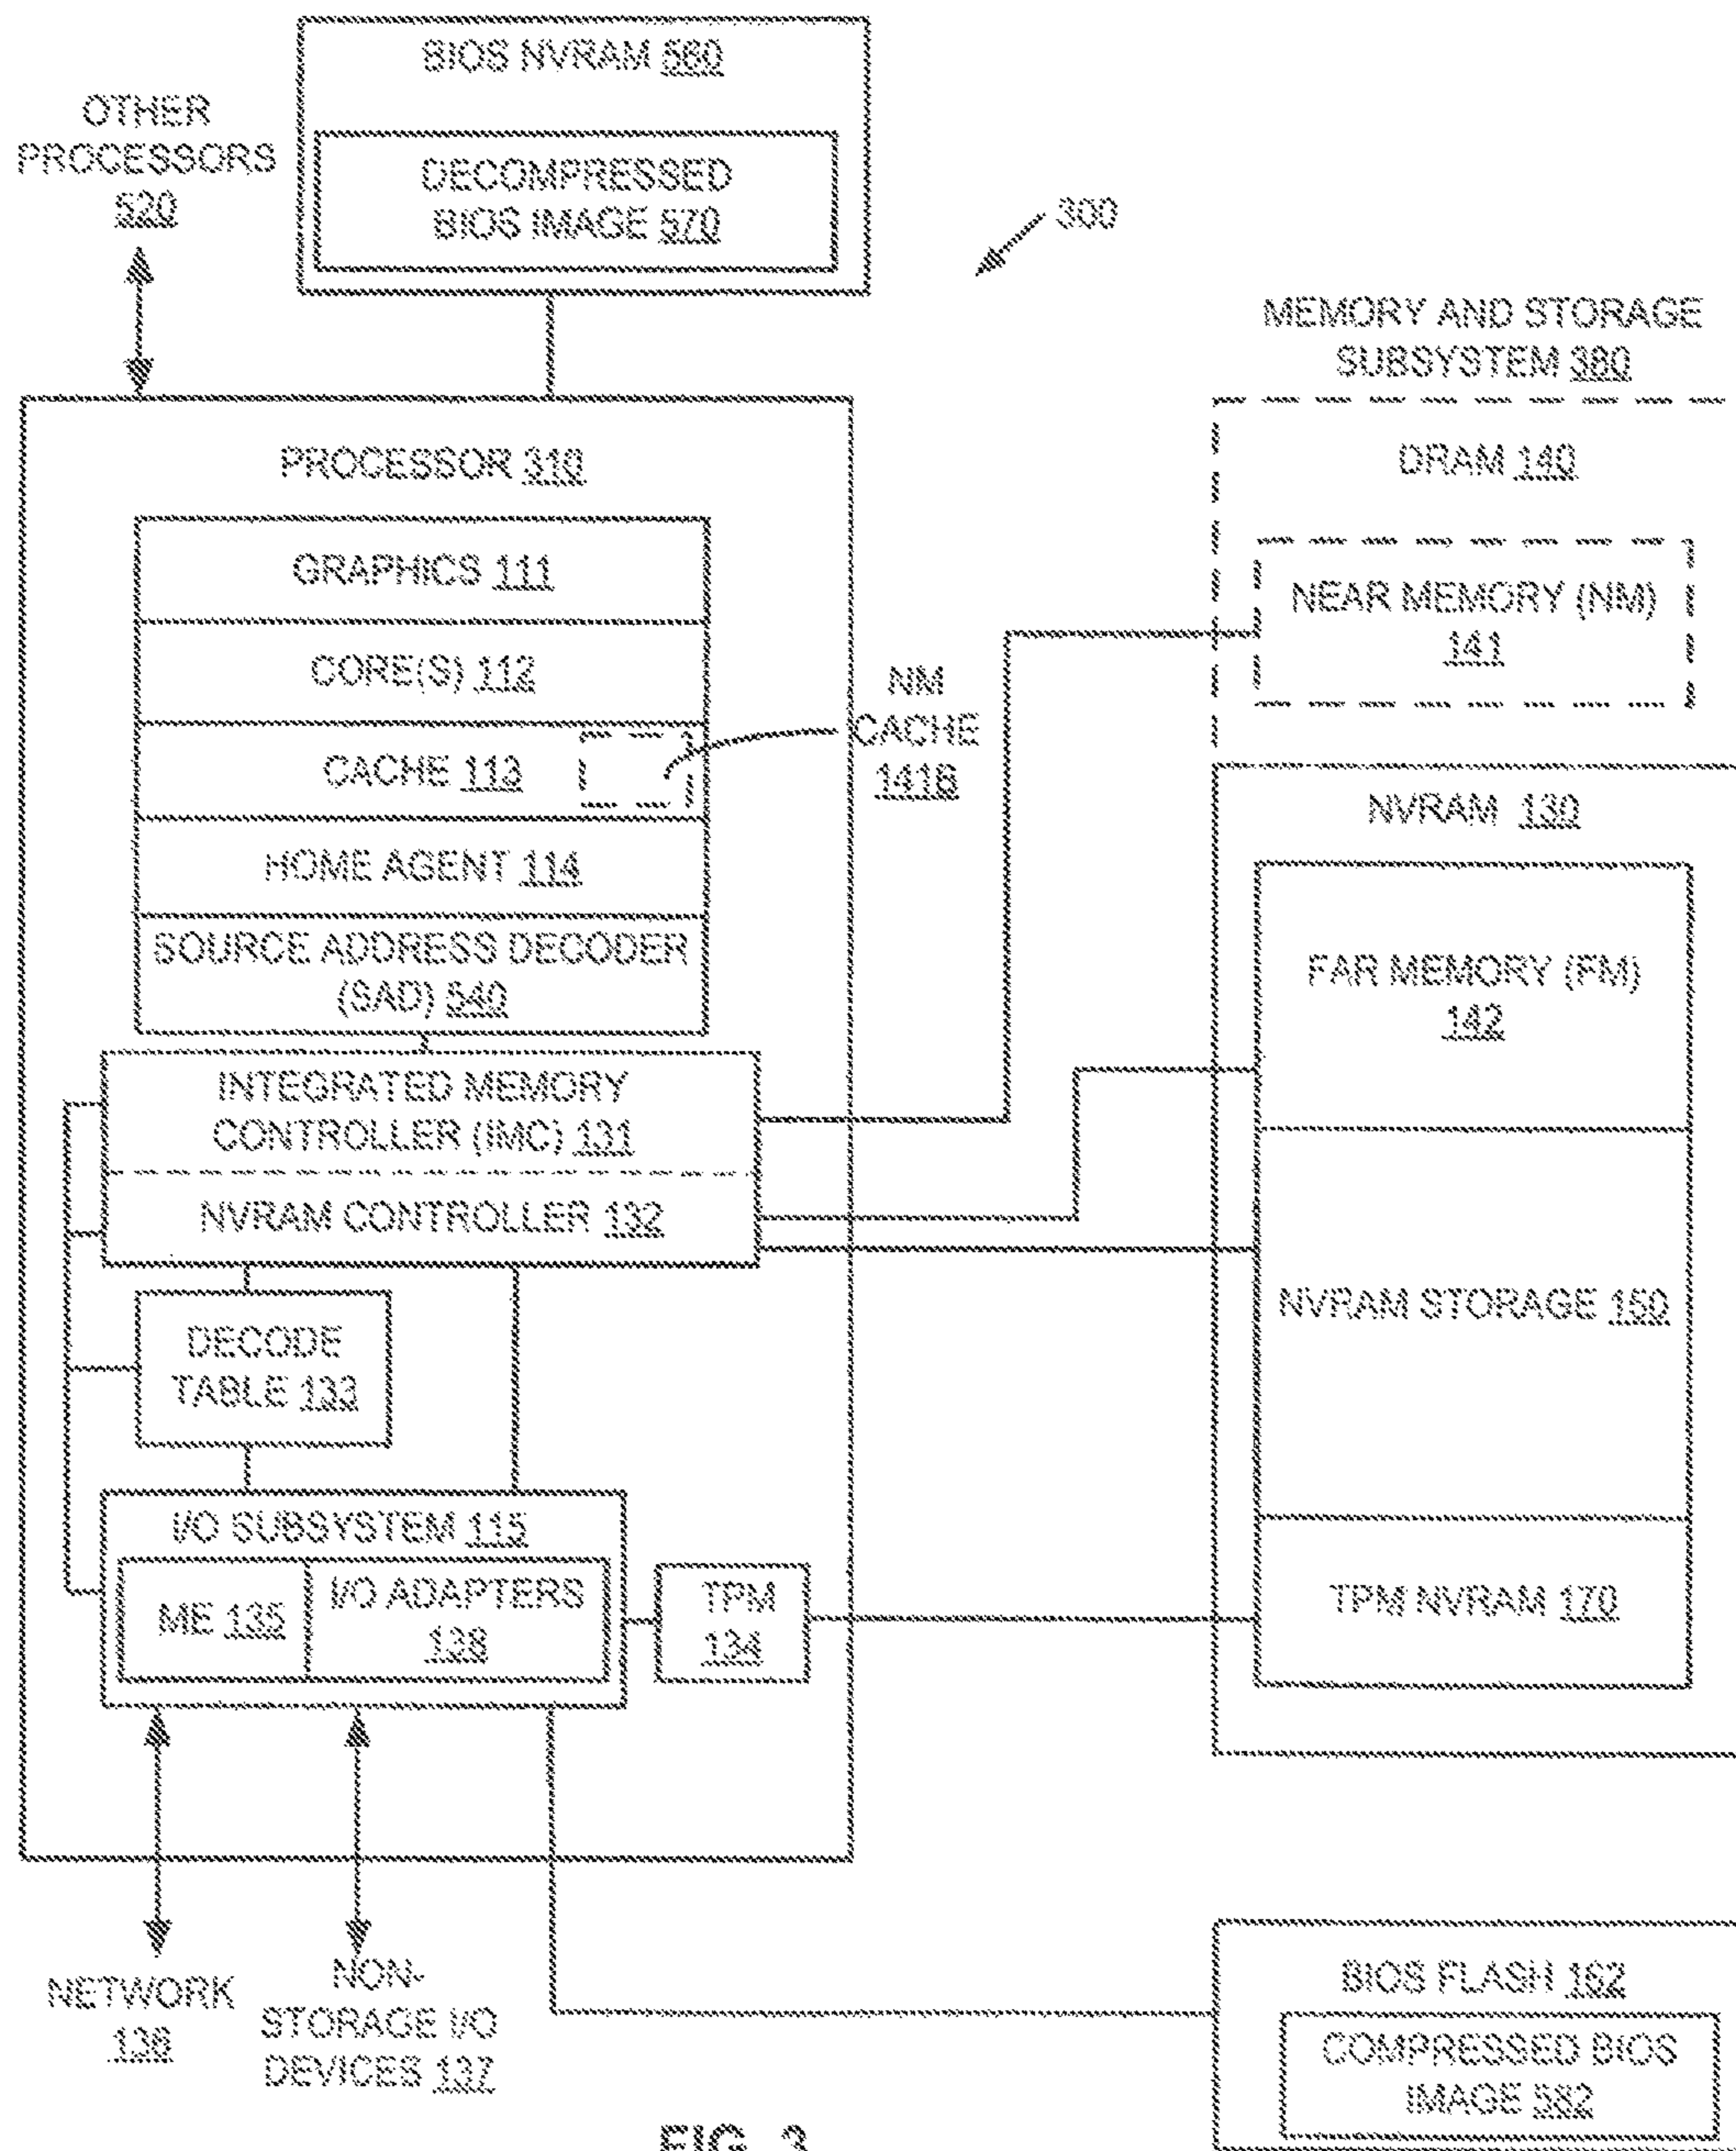 BIOS NVRAM 560
DECOMPRESSED
BIOS IMAGE 570
OTHER
PROCESSORS
520
300
MEMORY AND STORAGE
SUBSYSTEM 380
PROCESSOR 310
GRAPHICS 111
CORE(S) 112
CACHE 113
HOME AGENT 114
SOURCE ADDRESS DECODER
(SAD) 540
NM
CACHE
141B
DRAM 140
NEAR MEMORY (NM)
141
NVRAM 130
FAR MEMORY (FM)
142
NVRAM STORAGE 150
TPM NVRAM 170
INTEGRATED MEMORY
CONTROLLER (IMC) 131
NVRAM CONTROLLER 132
DECODE
TABLE 133
I/O SUBSYSTEM 115
ME 135
I/O ADAPTERS
138
TPM
134
NETWORK
136
NON-
STORAGE I/O
DEVICES 137
BIOS FLASH 162
COMPRESSED BIOS
IMAGE 582
FIG. 3